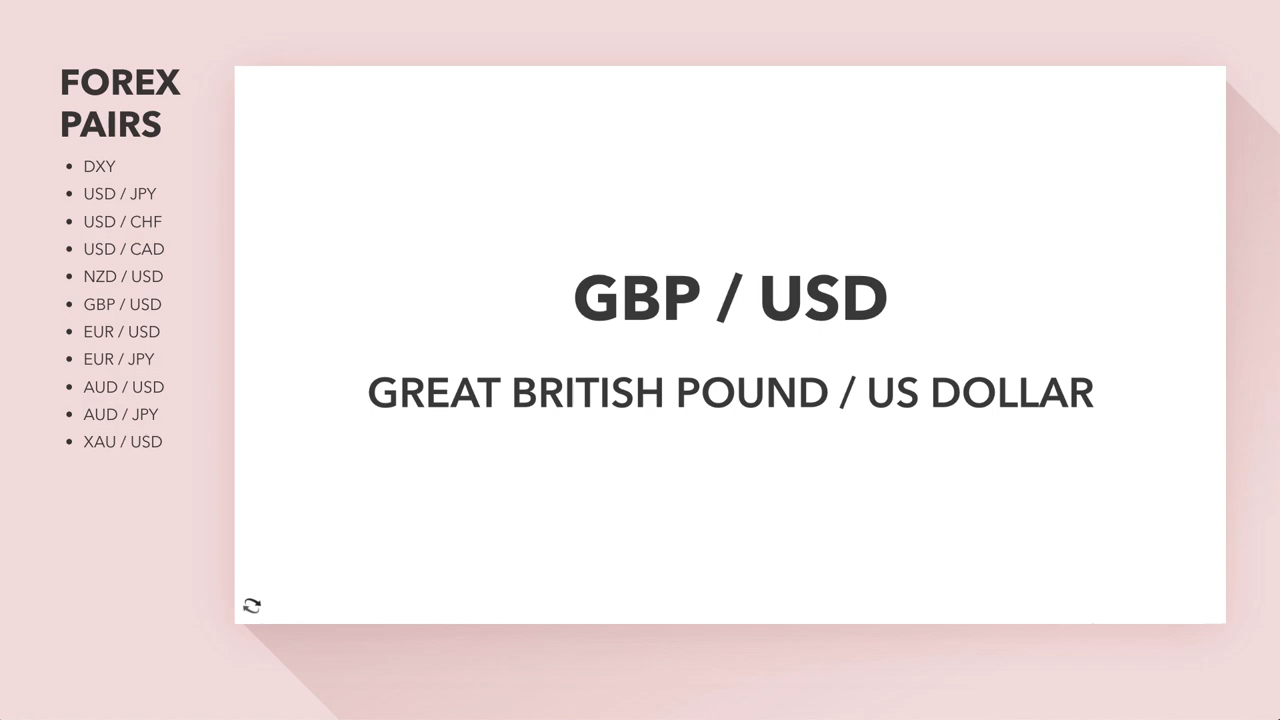 FOREX
PAIRS
• DXY
• USD / JPY
• USD / CHF
• USD / CAD
• NZD / USD
• GBP / USD
• EUR / USD
• EUR / JPY
• AUD / USD
• AUD / JPY
• XAU / USD
GBP / USD
GREAT BRITISH POUND / US DOLLAR